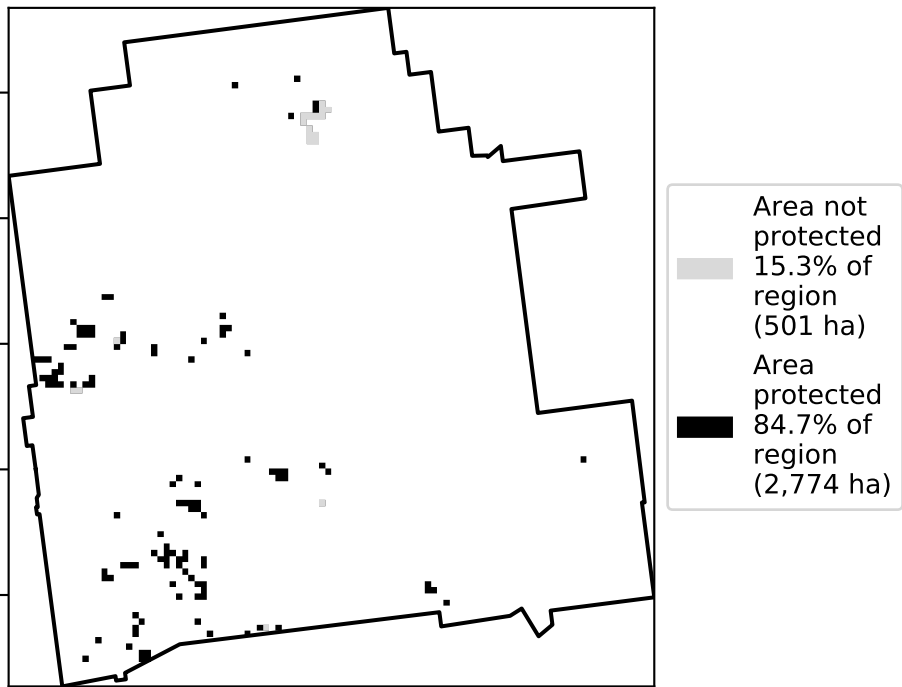 Area not
protected
15.3% of
region
(501 ha)
Area
protected
84.7% of
region
(2,774 ha)